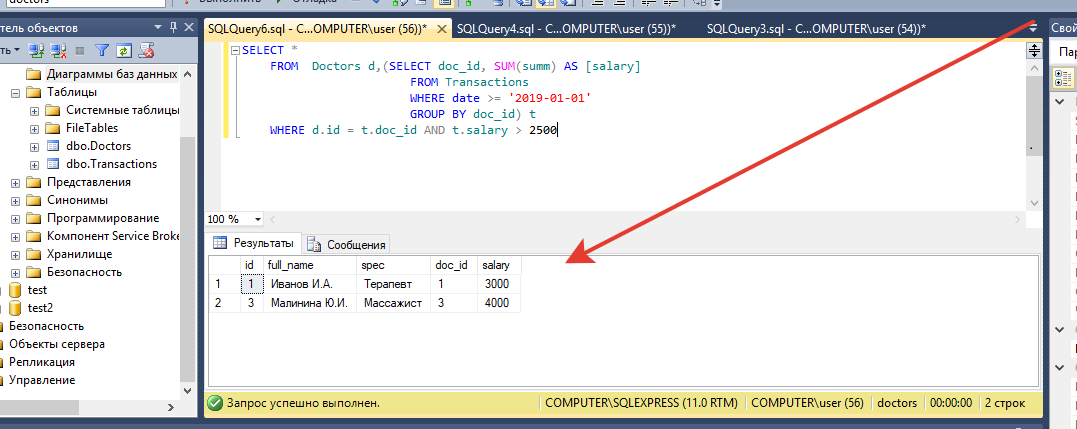 doctors
Выполнить
Отладка
тель объектов
SQLQuery6.sql - C...OMPUTER\user (56))*
SQLQuery4.sql - C...OMPUTER\user (55))*
SQLQuery3.sql - C...OMPUTER\user (54))*
Диаграммы баз данных
Таблицы
Системные таблицы
FileTables
dbo.Doctors
dbo.Transactions
Представления
Синонимы
Программирование
Компонент Service Broke
Хранилище
Безопасность
test
test2
Безопасность
Объекты сервера
Репликация
Управление
SELECT *
FROM Doctors d,(SELECT doc_id, SUM(summ) AS [salary]
FROM Transactions
WHERE date >= '2019-01-01'
GROUP BY doc_id) t
WHERE d.id = t.doc_id AND t.salary > 2500
100 %
Результаты
Сообщения
id full_name spec doc_id salary
1 1 Иванов И.А. Терапевт 1 3000
2 3 Малинина Ю.И. Массажист 3 4000
Запрос успешно выполнен.
COMPUTER\SQLEXPRESS (11.0 RTM)
COMPUTER\user (56)
doctors
00:00:00
2 строк
Свой
Пар